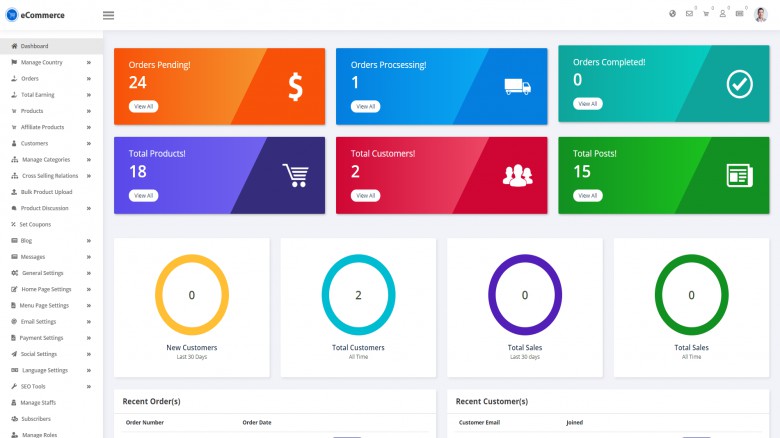 eCommerce
0 0 0 0
Dashboard
Manage Country
Orders
Total Earning
Products
Affiliate Products
Customers
Manage Categories
Cross Selling Relations
Bulk Product Upload
Product Discussion
Set Coupons
Blog
Messages
General Settings
Home Page Settings
Menu Page Settings
Email Settings
Payment Settings
Social Settings
Language Settings
SEO Tools
Manage Staffs
Subscribers
Manage Roles
Orders Pending!
24
View All
Orders Procsessing!
1
View All
Orders Completed!
0
View All
Total Products!
18
View All
Total Customers!
2
View All
Total Posts!
15
View All
0
New Customers
Last 30 Days
2
Total Customers
All Time
0
Total Sales
Last 30 days
0
Total Sales
All Time
Recent Order(s)
Order Number Order Date
Recent Customer(s)
Customer Email Joined